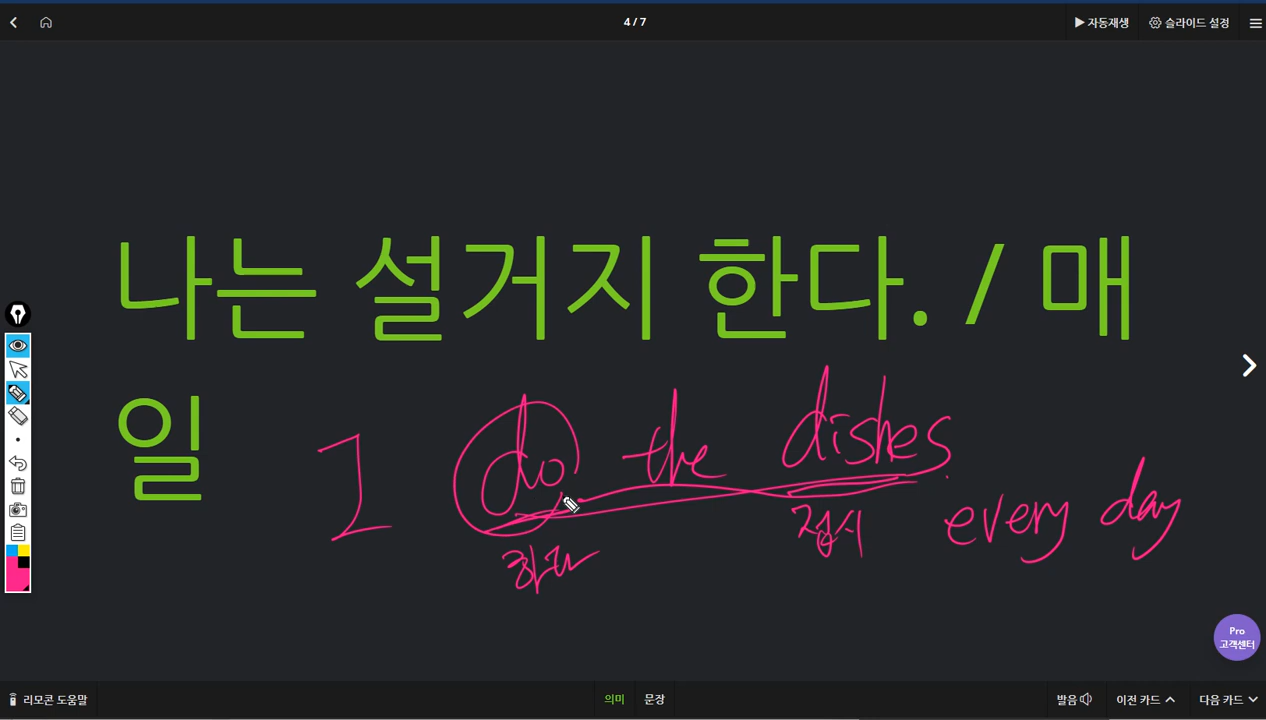 4 / 7
자동재생
슬라이드 설정
나는 설거지 한다. / 매
일
I do the dishes every day
하다 접시
Pro
고객센터
리모콘 도움말
의미
문장
발음
이전 카드
다음 카드